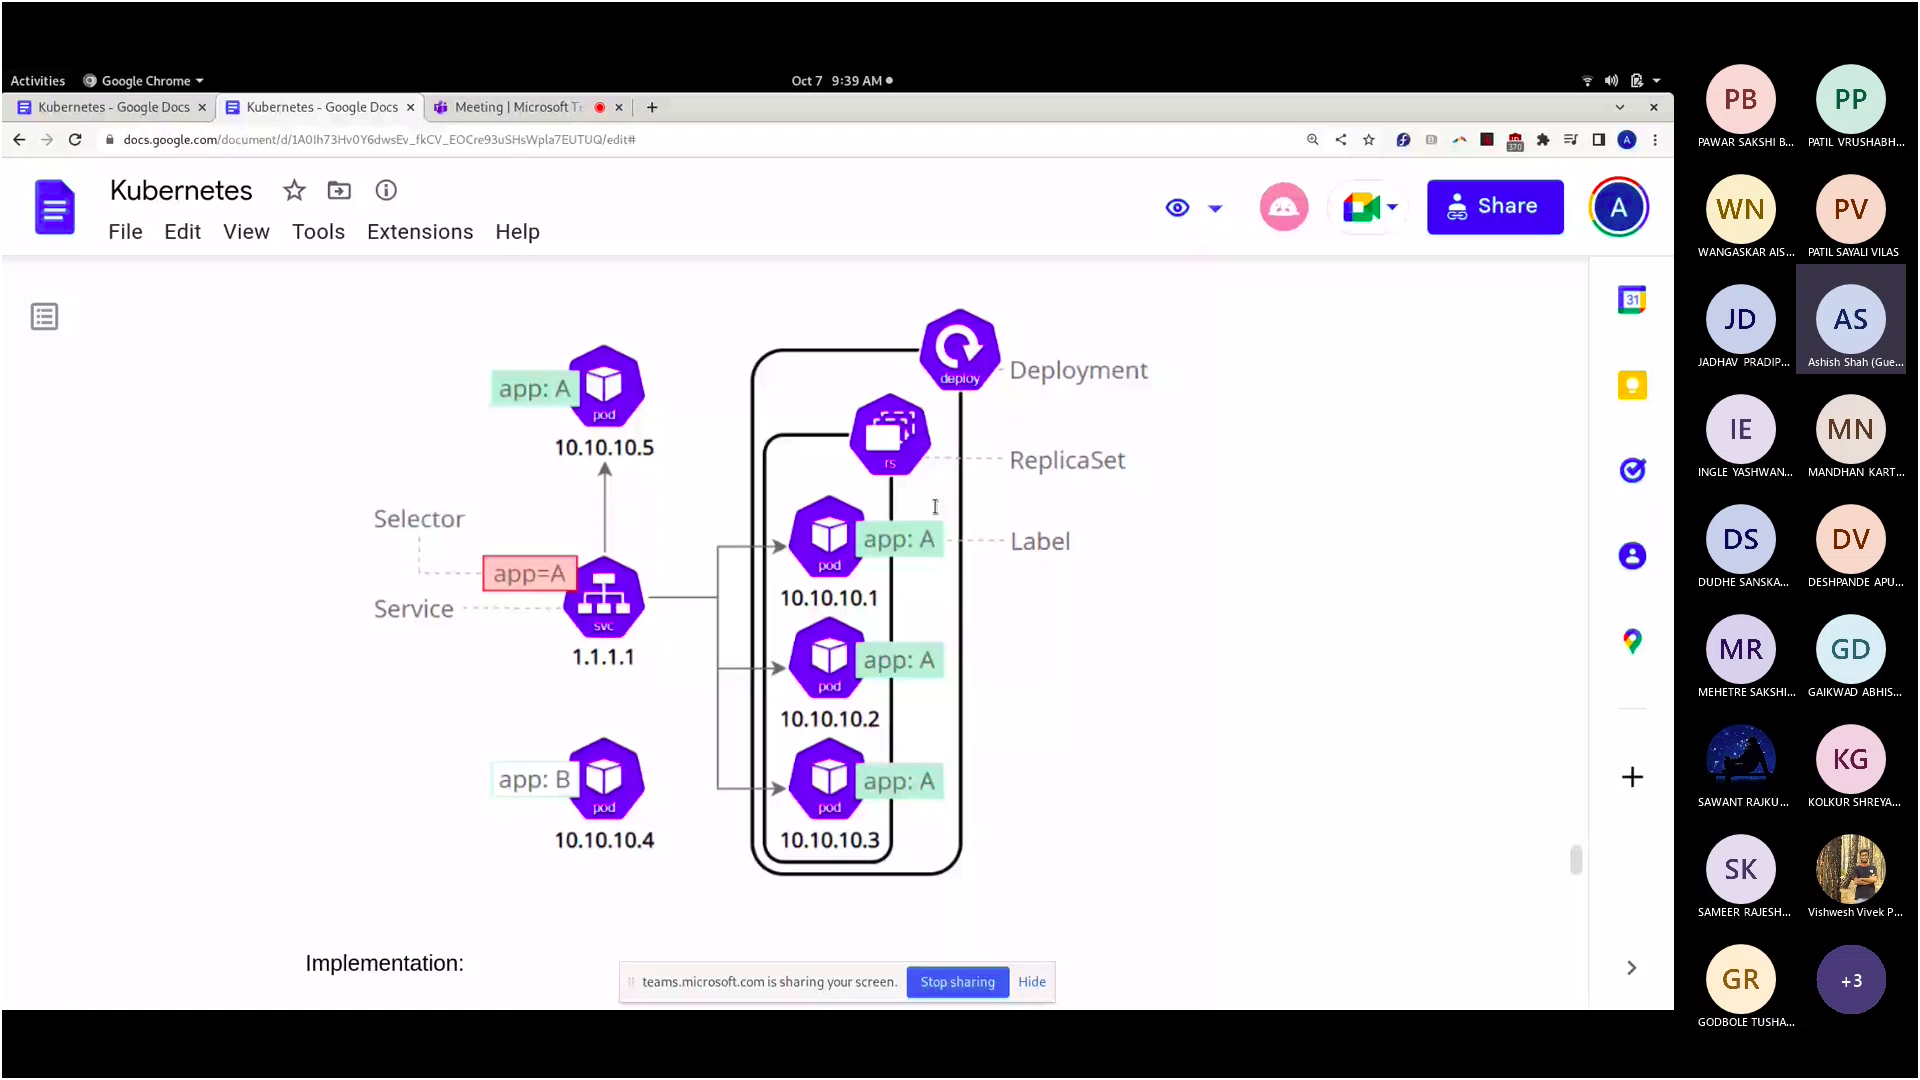 Activities Google Chrome Oct 7 9:39 AM
Kubernetes - Google Docs Kubernetes - Google Docs Meeting | Microsoft Te
docs.google.com/document/d/1A0Ih73Hv0Y6dwsEv_fkCV_EOCre93uSHsWpla7EUTUQ/edit#
370
A
Kubernetes
File Edit View Tools Extensions Help
Share
A
31
deploy
Deployment
app: A
pod
10.10.10.5
rs
ReplicaSet
Selector
app=A
Service
svc
1.1.1.1
app: A
pod
Label
10.10.10.1
app: A
pod
10.10.10.2
app: B
pod
10.10.10.4
app: A
pod
10.10.10.3
Implementation:
teams.microsoft.com is sharing your screen. Stop sharing Hide
PB PP
PAWAR SAKSHI B... PATIL VRUSHABH...
WN PV
WANGASKAR AIS... PATIL SAYALI VILAS
JD AS
JADHAV PRADIP... Ashish Shah (Gue...
IE MN
INGLE YASHWAN... MANDHAN KART...
DS DV
DUDHE SANSKA... DESHPANDE APU...
MR GD
MEHETRE SAKSHI... GAIKWAD ABHIS...
KG
SAWANT RAJKU... KOLKUR SHREYA...
SK
SAMEER RAJESH... Vishwesh Vivek P...
GR +3
GODBOLE TUSHA...